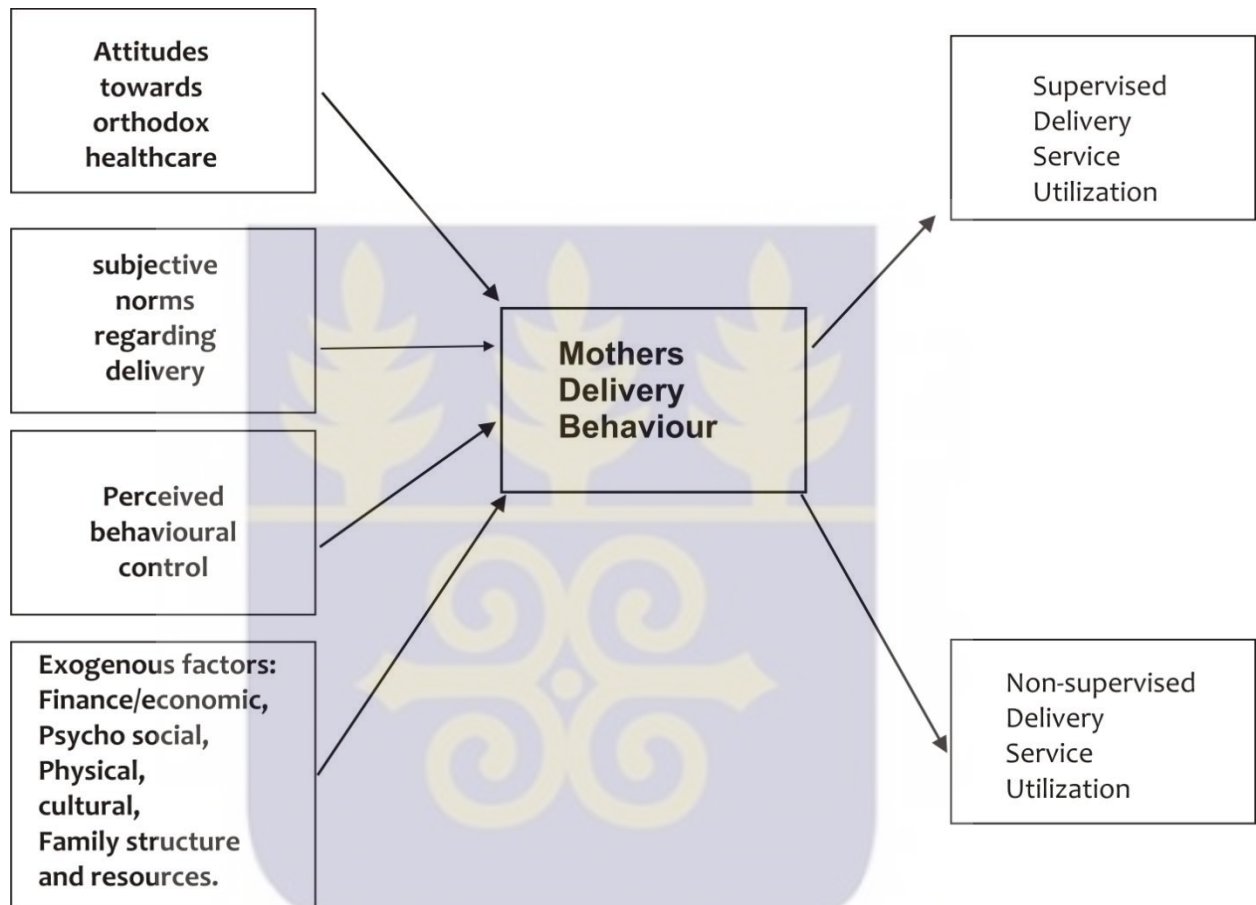 Attitudes
towards
orthodox
healthcare
subjective
norms
regarding
delivery
Perceived
behavioural
control
Exogenous factors:
Finance/economic,
Psycho social,
Physical,
cultural,
Family structure
and resources.
Mothers
Delivery
Behaviour
Supervised
Delivery
Service
Utilization
Non-supervised
Delivery
Service
Utilization